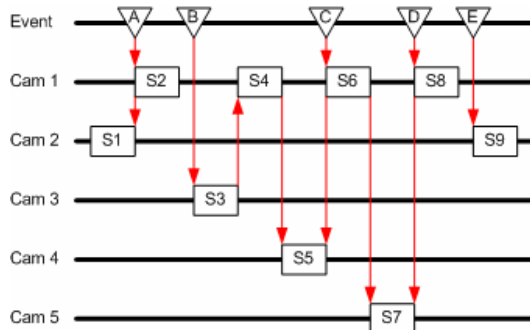 Event A B C D E
Cam 1 S2 S4 S6 S8
Cam 2 S1 S9
Cam 3 S3
Cam 4 S5
Cam 5 S7